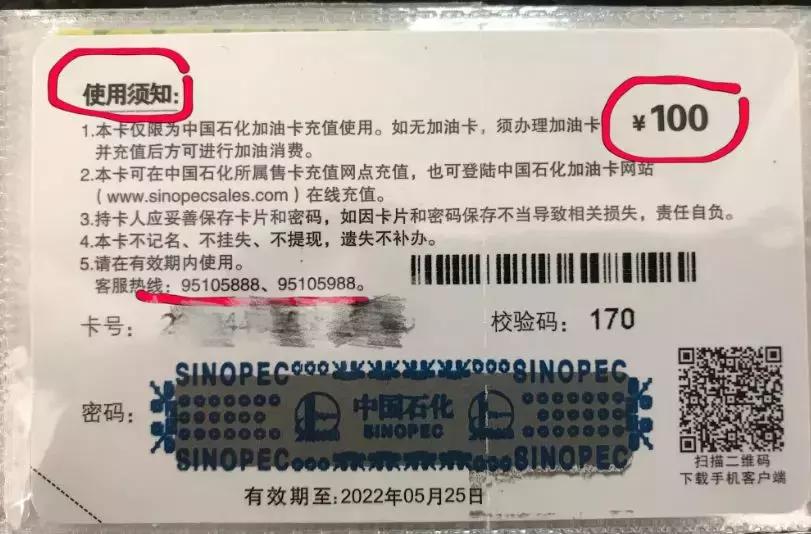 使用须知:
¥100
1.本卡仅限为中国石化加油卡充值使用。如无加油卡，须办理加油卡
并充值后方可进行加油消费。
2.本卡可在中国石化所属售卡充值网点充值，也可登陆中国石化加油卡网站
（www.sinopecsales.com）在线充值。
3.持卡人应妥善保存卡片和密码，如因卡片和密码保存不当导致相关损失，责任自负。
4.本卡不记名、不挂失、不提现，遗失不补办。
5.请在有效期内使用。
客服热线：95105888、95105988。
卡号：
校验码：170
密码：
SINOPEC SINOPEC
中国石化
SINOPEC
SINOPEC SINOPEC
扫描二维码
下载手机客户端
有效期至:2022年05月25日